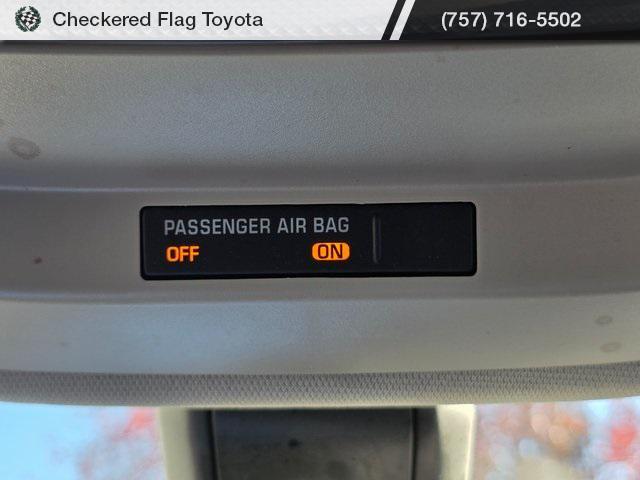 Checkered Flag Toyota
(757) 716-5502
PASSENGER AIR BAG
OFF ON